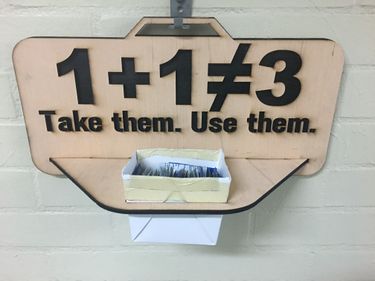 1+1≠3
Take them. Use them.